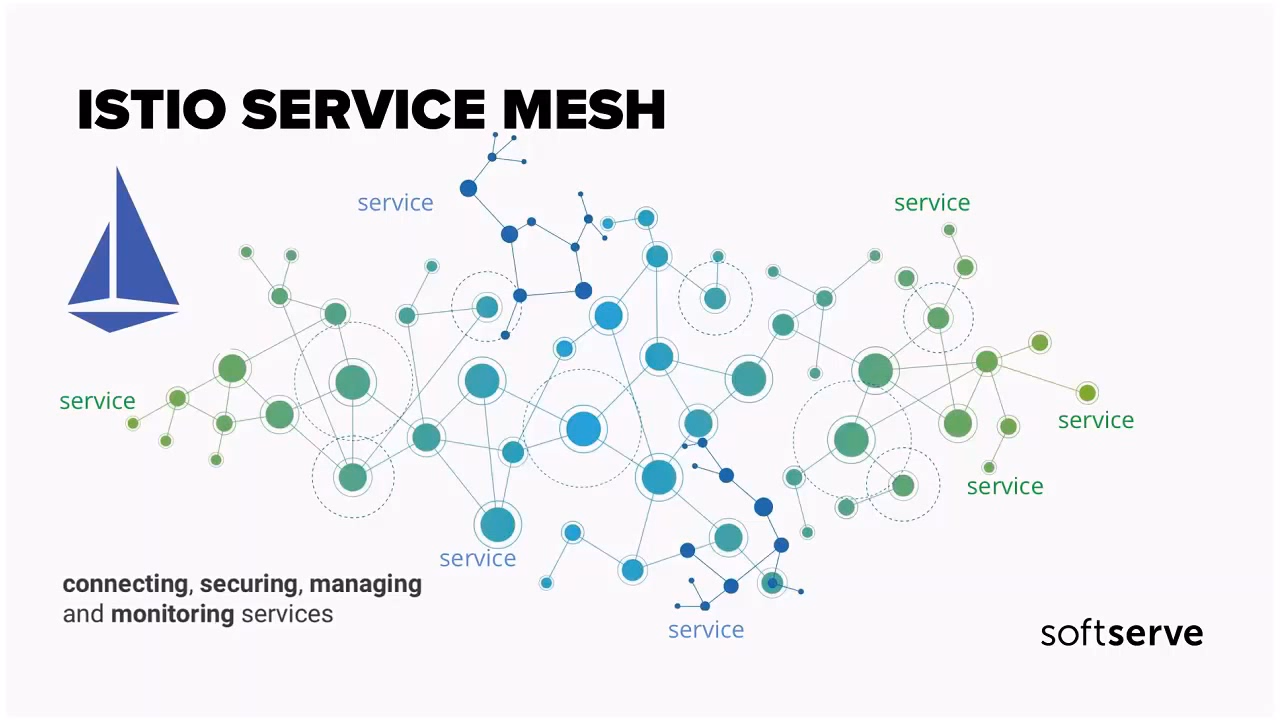 ISTIO SERVICE MESH
service
service
service
service
service
service
service
connecting, securing, managing
and monitoring services
softserve